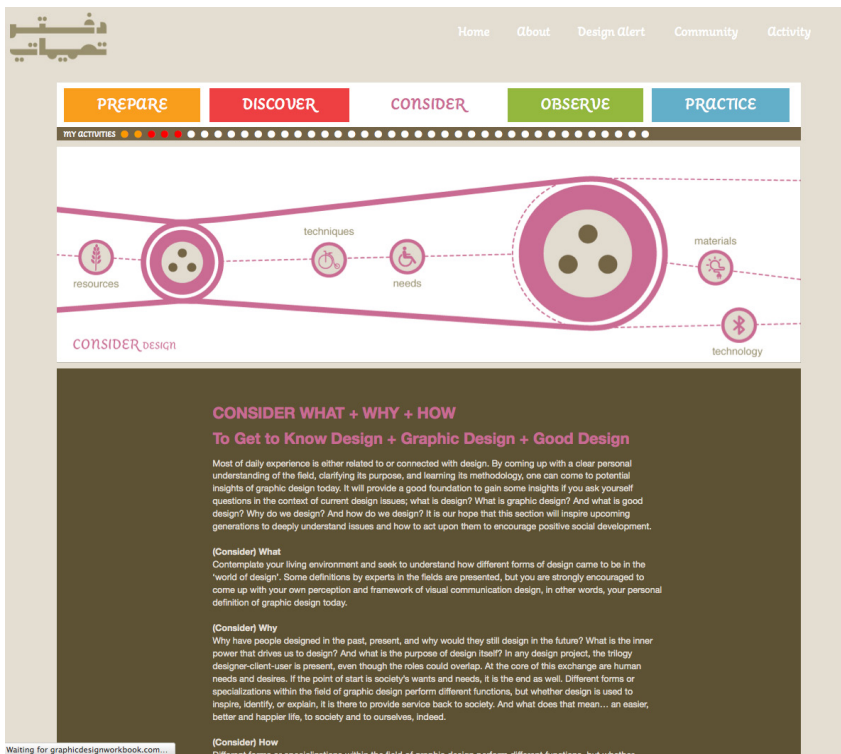 دفتر
Home About Design Alert Community Activity
PREPARE DISCOVER CONSIDER OBSERVE PRACTICE
MY ACTIVITIES
techniques
materials
resources
needs
CONSIDER DESIGN
technology
CONSIDER WHAT + WHY + HOW
To Get to Know Design + Graphic Design + Good Design
Most of daily experience is either related to or connected with design. By coming up with a clear personal
understanding of the field, clarifying its purpose, and learning its methodology, one can come to potential
insights of graphic design today. It will provide a good foundation to gain some insights if you ask yourself
questions in the context of current design issues; what is design? What is graphic design? And what is good
design? Why do we design? And how do we design? It is our hope that this section will inspire upcoming
generations to deeply understand issues and how to act upon them to encourage positive social development.
(Consider) What
Contemplate your living environment and seek to understand how different forms of design came to be in the
'world of design'. Some definitions by experts in the fields are presented, but you are strongly encouraged to
come up with your own perception and framework of visual communication design, in other words, your personal
definition of graphic design today.
(Consider) Why
Why have people designed in the past, present, and why would they still design in the future? What is the inner
power that drives us to design? And what is the purpose of design itself? In any design project, the trilogy
designer-client-user is present, even though the roles could overlap. At the core of this exchange are human
needs and desires. If the point of start is society's wants and needs, it is the end as well. Different forms or
specializations within the field of graphic design perform different functions, but whether design is used to
inspire, identify, or explain, it is there to provide service back to society. And what does that mean… an easier,
better and happier life, to society and to ourselves, indeed.
(Consider) How
Different forms or specializations within the field of graphic design perform different functions, but whether
Waiting for graphicdesignworkbook.com…